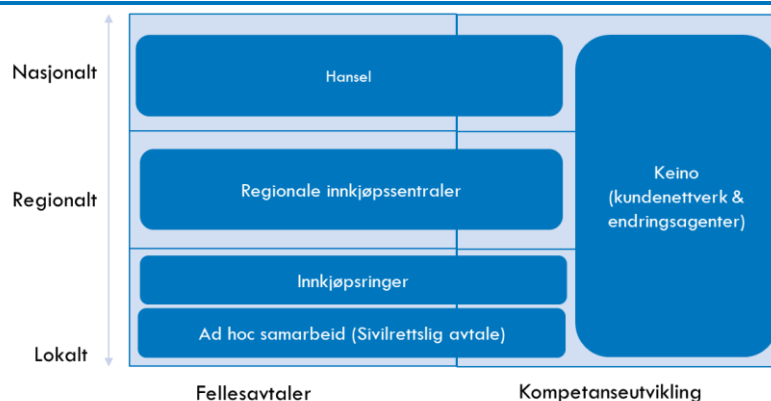 Nasjonalt
Hansel
Regionalt
Regionale innkjøpssentraler
Keino
(kundenettverk &
endringsagenter)
Innkjøpsringer
Ad hoc samarbeid (Sivilrettslig avtale)
Lokalt
Fellesavtaler
Kompetanseutvikling